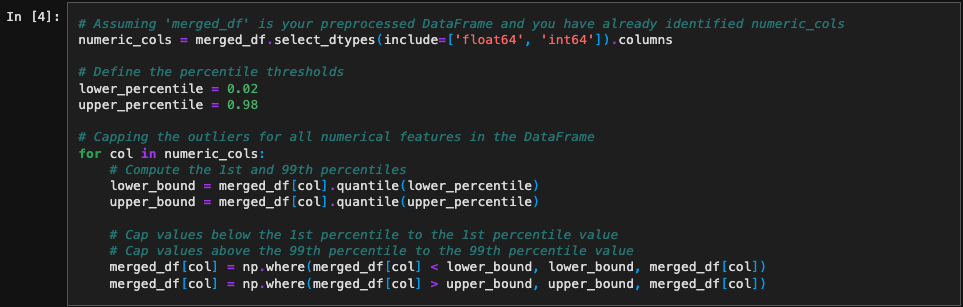 In [4]:
# Assuming 'merged_df' is your preprocessed DataFrame and you have already identified numeric_cols
numeric_cols = merged_df.select_dtypes(include=['float64', 'int64']).columns

# Define the percentile thresholds
lower_percentile = 0.02
upper_percentile = 0.98

# Capping the outliers for all numerical features in the DataFrame
for col in numeric_cols:
    # Compute the 1st and 99th percentiles
    lower_bound = merged_df[col].quantile(lower_percentile)
    upper_bound = merged_df[col].quantile(upper_percentile)

    # Cap values below the 1st percentile to the 1st percentile value
    # Cap values above the 99th percentile to the 99th percentile value
    merged_df[col] = np.where(merged_df[col] < lower_bound, lower_bound, merged_df[col])
    merged_df[col] = np.where(merged_df[col] > upper_bound, upper_bound, merged_df[col])